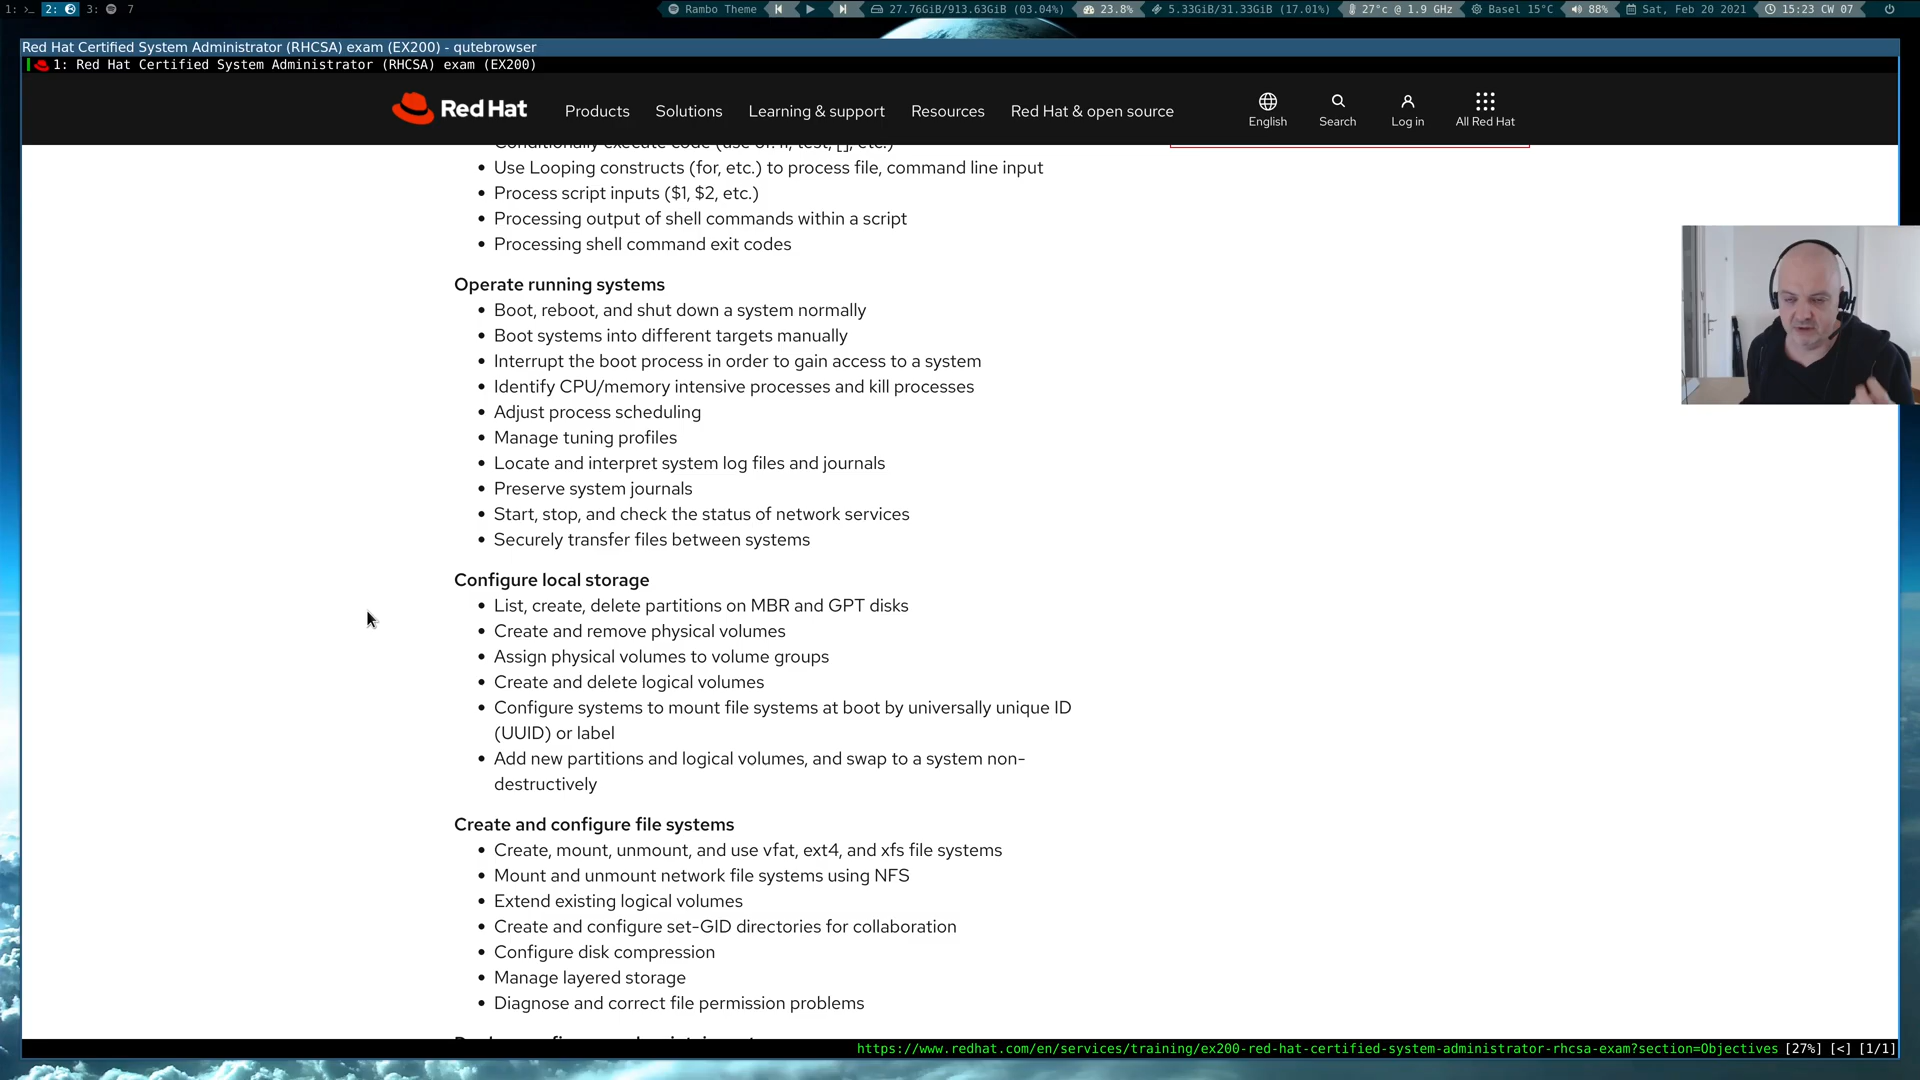 1: >_ 2: 3: 7 Rambo Theme 27.76GiB/913.63GiB (03.04%) 23.8% 5.33GiB/31.33GiB (17.01%) 27°c @ 1.9 GHz Basel 15°C 88% Sat, Feb 20 2021 15:23 CW 07
Red Hat Certified System Administrator (RHCSA) exam (EX200) - qutebrowser
1: Red Hat Certified System Administrator (RHCSA) exam (EX200)
Red Hat Products Solutions Learning & support Resources Red Hat & open source English Search Log in All Red Hat
Conditionally execute code (use of: if, test, [], etc.)
• Use Looping constructs (for, etc.) to process file, command line input
• Process script inputs ($1, $2, etc.)
• Processing output of shell commands within a script
• Processing shell command exit codes
Operate running systems
• Boot, reboot, and shut down a system normally
• Boot systems into different targets manually
• Interrupt the boot process in order to gain access to a system
• Identify CPU/memory intensive processes and kill processes
• Adjust process scheduling
• Manage tuning profiles
• Locate and interpret system log files and journals
• Preserve system journals
• Start, stop, and check the status of network services
• Securely transfer files between systems
Configure local storage
• List, create, delete partitions on MBR and GPT disks
• Create and remove physical volumes
• Assign physical volumes to volume groups
• Create and delete logical volumes
• Configure systems to mount file systems at boot by universally unique ID
(UUID) or label
• Add new partitions and logical volumes, and swap to a system non-
destructively
Create and configure file systems
• Create, mount, unmount, and use vfat, ext4, and xfs file systems
• Mount and unmount network file systems using NFS
• Extend existing logical volumes
• Create and configure set-GID directories for collaboration
• Configure disk compression
• Manage layered storage
• Diagnose and correct file permission problems
https://www.redhat.com/en/services/training/ex200-red-hat-certified-system-administrator-rhcsa-exam?section=Objectives [27%] [<] [1/1]